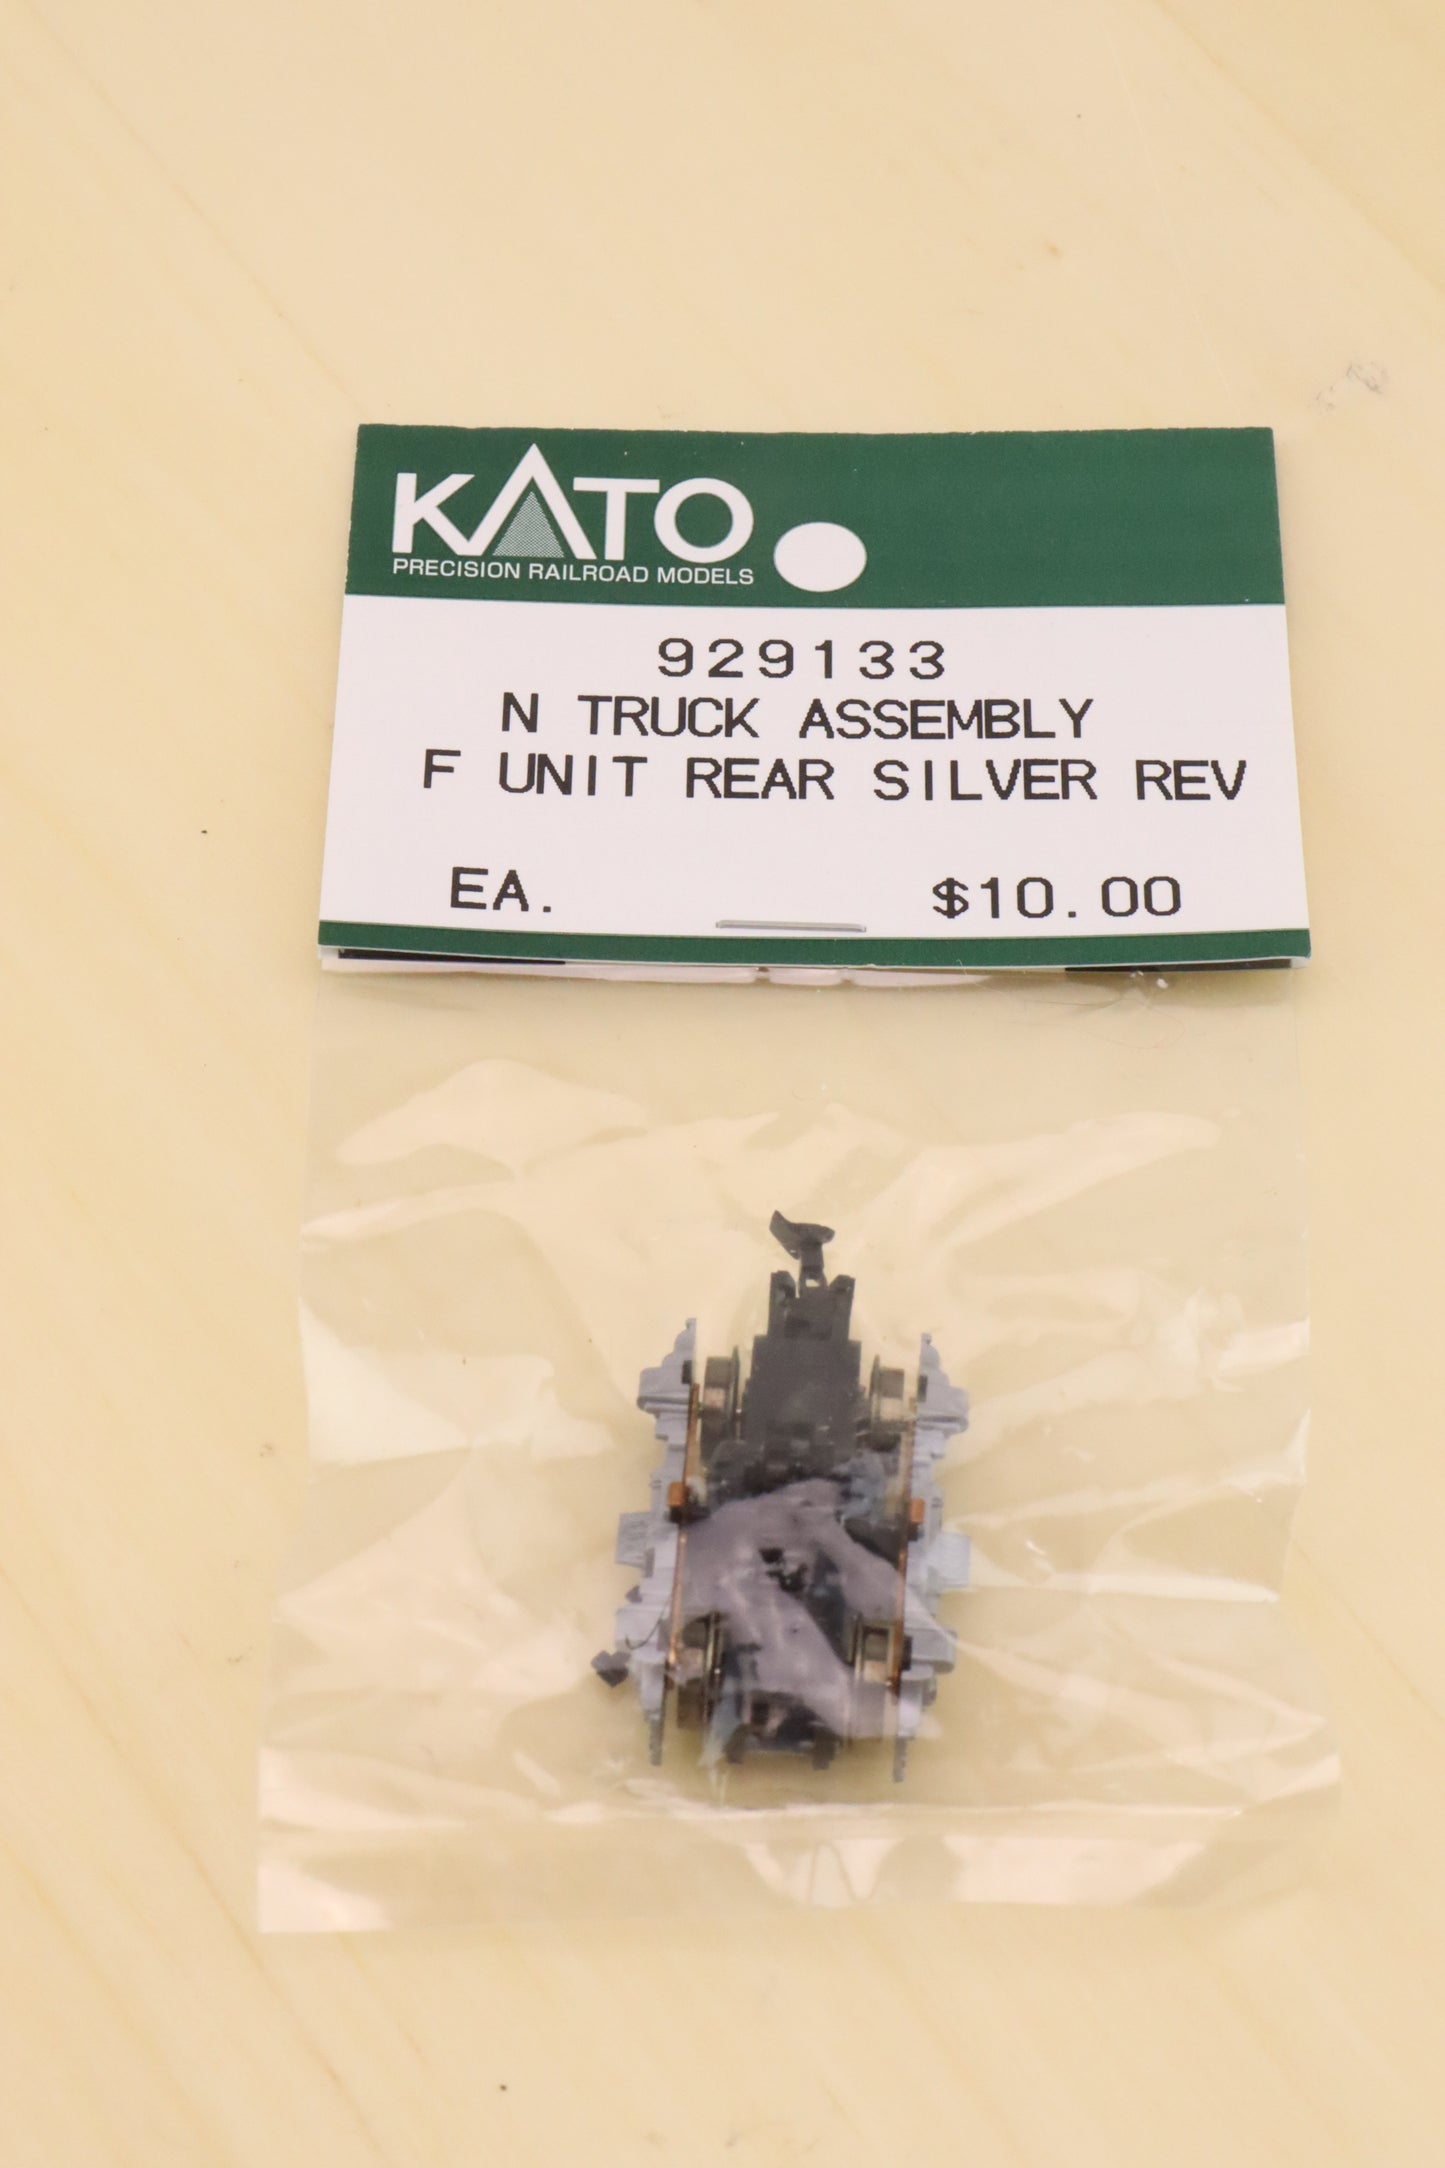 KATO
PRECISION RAILROAD MODELS
929133
N TRUCK ASSEMBLY
F UNIT REAR SILVER REV
EA. $10.00